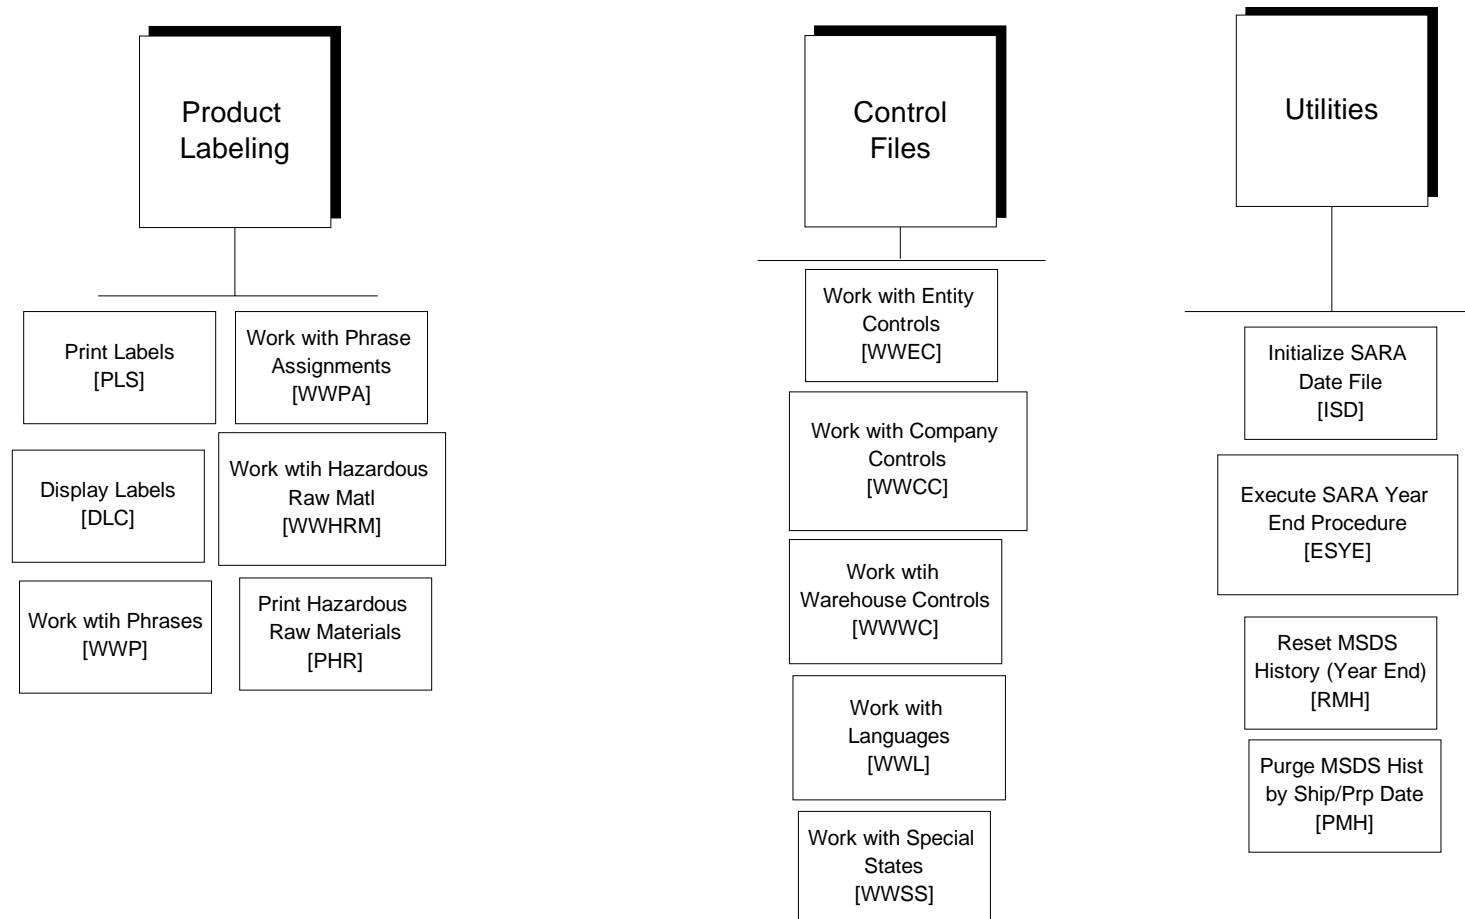 Product
Labeling
Print Labels
[PLS]
Display Labels
[DLC]
Work wtih Phrases
[WWP]
Work with Phrase
Assignments
[WWPA]
Work wtih Hazardous
Raw Matl
[WWHRM]
Print Hazardous
Raw Materials
[PHR]
Control
Files
Work with Entity
Controls
[WWEC]
Work with Company
Controls
[WWCC]
Work wtih
Warehouse Controls
[WWWC]
Work with
Languages
[WWL]
Work with Special
States
[WWSS]
Utilities
Initialize SARA
Date File
[ISD]
Execute SARA Year
End Procedure
[ESYE]
Reset MSDS
History (Year End)
[RMH]
Purge MSDS Hist
by Ship/Prp Date
[PMH]